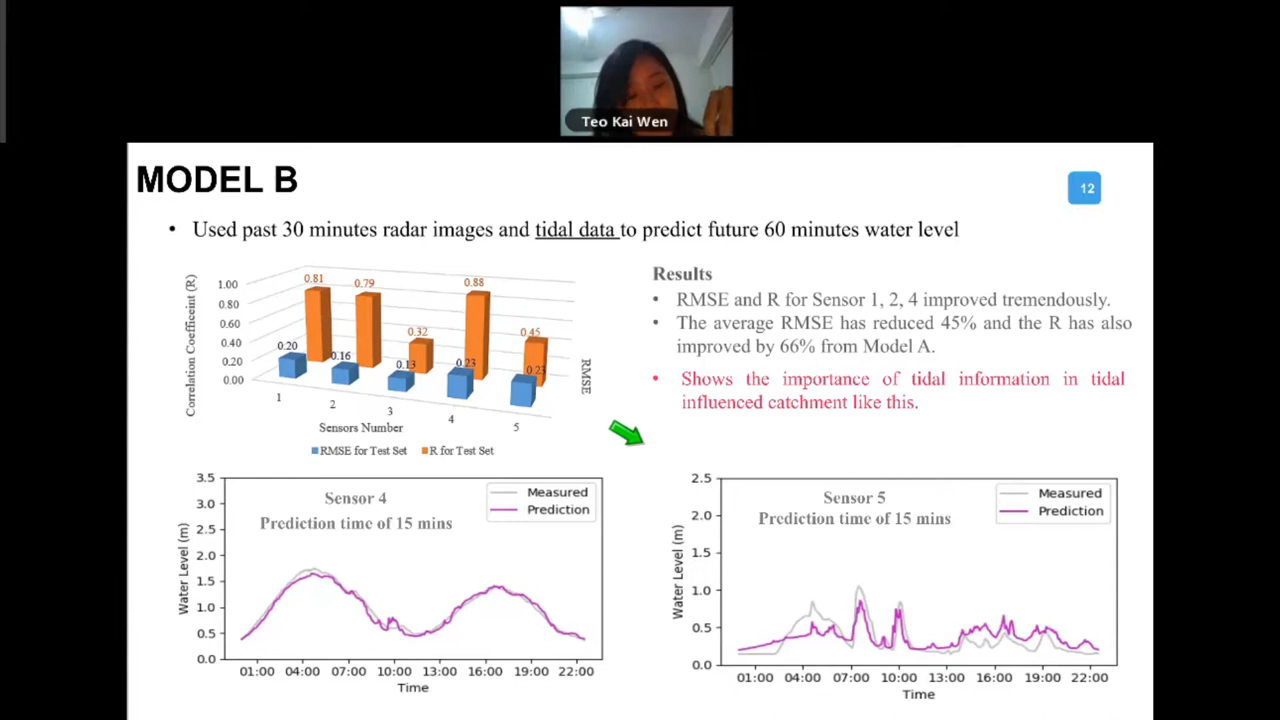 Teo Kai Wen
MODEL B
12
• Used past 30 minutes radar images and tidal data to predict future 60 minutes water level
Correlation Coefficeint (R)
1.00
0.80
0.60
0.40
0.20
0.00
0.81
0.79
0.32
0.88
0.45
0.20
0.16
0.13
0.23
0.23
1
2
3
4
5
RMSE
Sensors Number
RMSE for Test Set
R for Test Set
Results
• RMSE and R for Sensor 1, 2, 4 improved tremendously.
• The average RMSE has reduced 45% and the R has also
improved by 66% from Model A.
• Shows the importance of tidal information in tidal
influenced catchment like this.
Sensor 4
Prediction time of 15 mins
Measured
Prediction
Water Level (m)
3.5
3.0
2.5
2.0
1.5
1.0
0.5
0.0
01:00 04:00 07:00 10:00 13:00 16:00 19:00 22:00
Time
Sensor 5
Prediction time of 15 mins
Measured
Prediction
Water Level (m)
2.5
2.0
1.5
1.0
0.5
0.0
01:00 04:00 07:00 10:00 13:00 16:00 19:00 22:00
Time